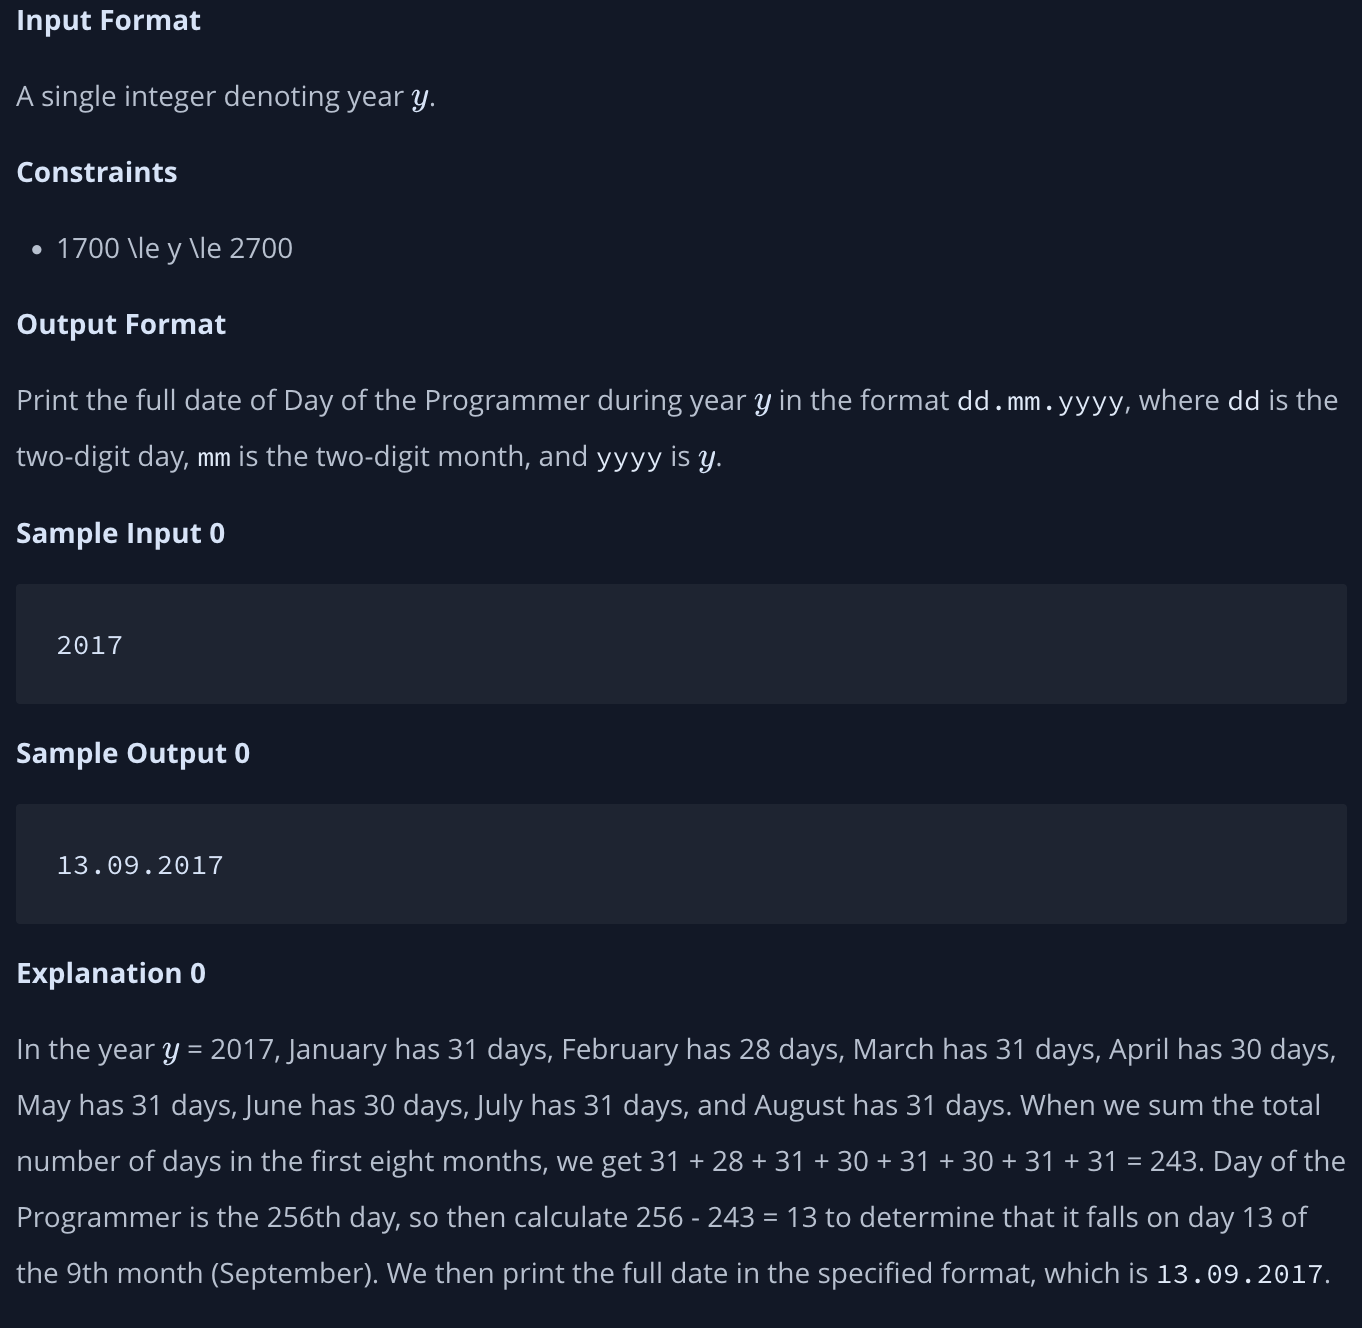 Input Format
A single integer denoting year y.
Constraints
• 1700 \le y \le 2700
Output Format
Print the full date of Day of the Programmer during year y in the format dd.mm.yyyy, where dd is the
two-digit day, mm is the two-digit month, and yyyy is y.
Sample Input 0
2017
Sample Output 0
13.09.2017
Explanation 0
In the year y = 2017, January has 31 days, February has 28 days, March has 31 days, April has 30 days,
May has 31 days, June has 30 days, July has 31 days, and August has 31 days. When we sum the total
number of days in the first eight months, we get 31 + 28 + 31 + 30 + 31 + 30 + 31 + 31 = 243. Day of the
Programmer is the 256th day, so then calculate 256 - 243 = 13 to determine that it falls on day 13 of
the 9th month (September). We then print the full date in the specified format, which is 13.09.2017.